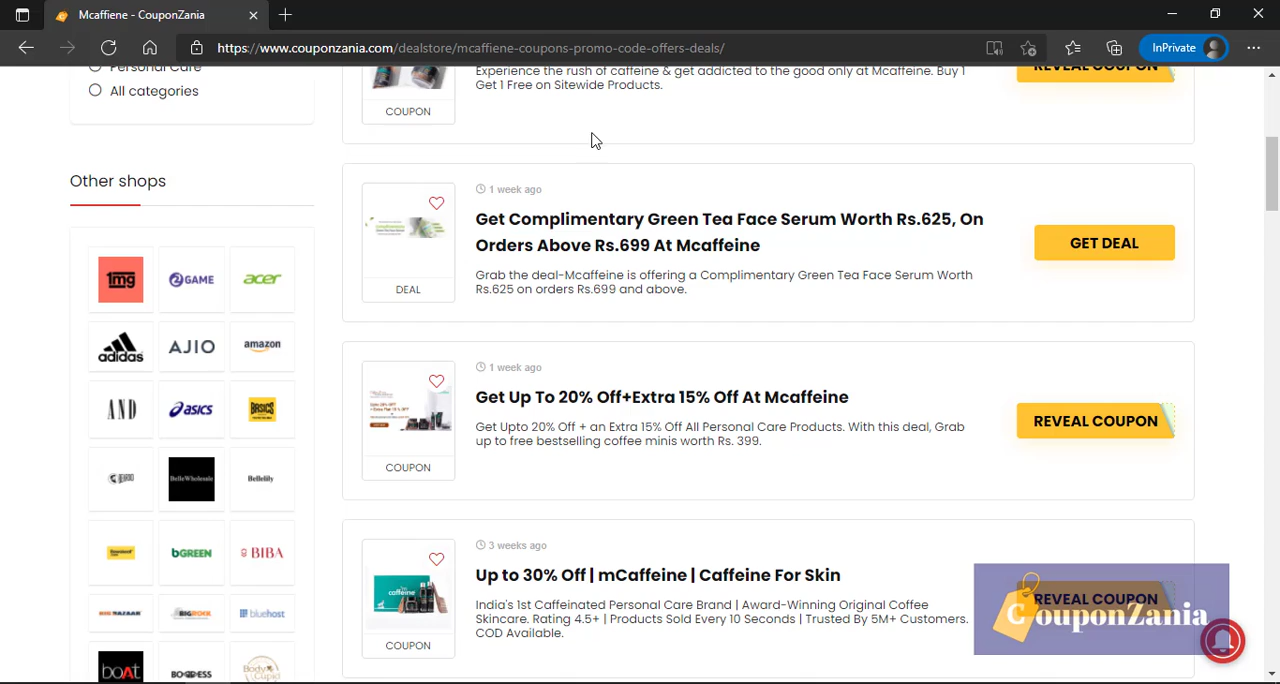 Mcaffiene - CouponZania
https://www.couponzania.com/dealstore/mcaffiene-coupons-promo-code-offers-deals/
InPrivate
Personal Care
All categories
Experience the rush of caffeine & get addicted to the good only at Mcaffeine. Buy 1
Get 1 Free on Sitewide Products.
REVEAL COUPON
COUPON
Other shops
1mg
2GAME
acer
adidas
AJIO
amazon
AND
asics
BASICS
BEARDO
BelleWholesale
Bellelily
bGREEN
BIBA
BIG BAZAAR
BIGROCK
bluehost
boAt
BODYCUPID
1 week ago
Get Complimentary Green Tea Face Serum Worth Rs.625, On
Orders Above Rs.699 At Mcaffeine
Grab the deal-Mcaffeine is offering a Complimentary Green Tea Face Serum Worth
Rs.625 on orders Rs.699 and above.
DEAL
GET DEAL
1 week ago
Get Up To 20% Off+Extra 15% Off At Mcaffeine
Get Upto 20% Off + an Extra 15% Off All Personal Care Products. With this deal, Grab
up to free bestselling coffee minis worth Rs. 399.
COUPON
REVEAL COUPON
3 weeks ago
Up to 30% Off | mCaffeine | Caffeine For Skin
India's 1st Caffeinated Personal Care Brand | Award-Winning Original Coffee
Skincare. Rating 4.5+ | Products Sold Every 10 Seconds | Trusted By 5M+ Customers.
COD Available.
COUPON
REVEAL COUPON
CouponZania